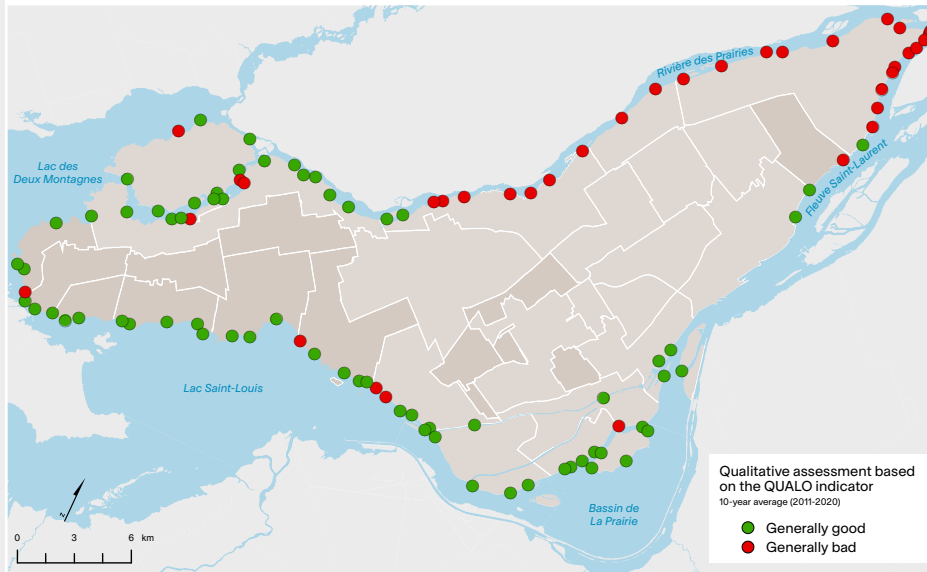 Rivière des Prairies
Lac des
Deux Montagnes
Fleuve Saint-Laurent
Lac Saint-Louis
Bassin de
La Prairie
z
0 3 6 km
Qualitative assessment based
on the QUALO indicator
10-year average (2011-2020)
Generally good
Generally bad